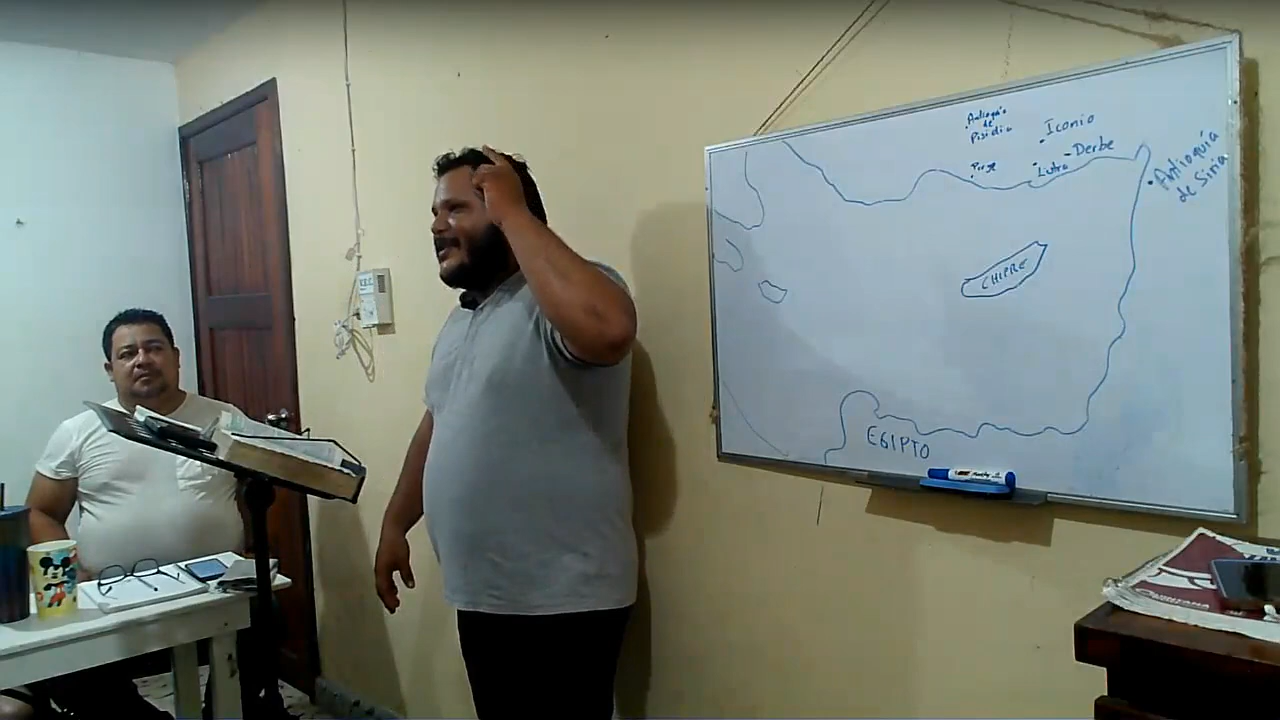 Antioquía
de
Pisidia
Iconio
Derbe
Perge
Listra
Antioquía
de Siria
CHIPRE
EGIPTO